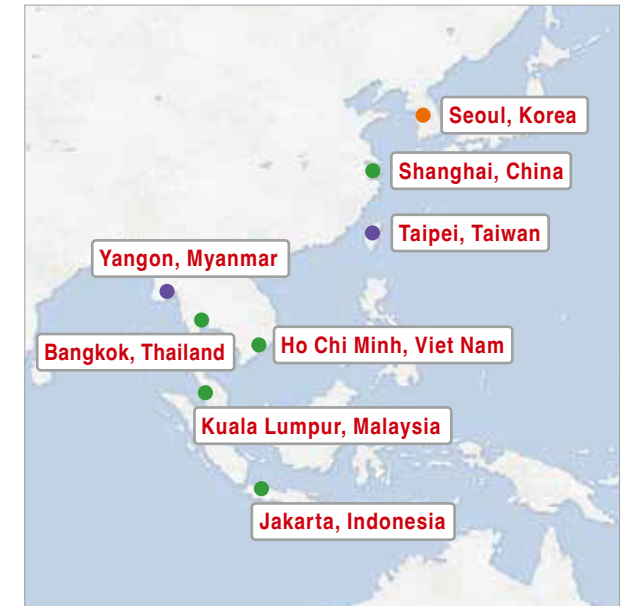 Seoul, Korea
Shanghai, China
Taipei, Taiwan
Yangon, Myanmar
Bangkok, Thailand
Ho Chi Minh, Viet Nam
Kuala Lumpur, Malaysia
Jakarta, Indonesia